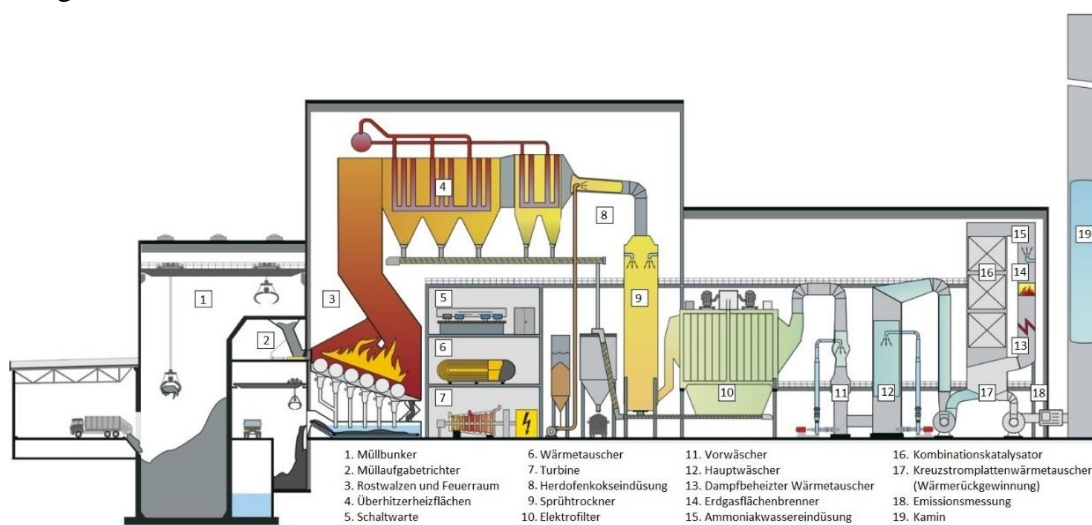 1
2
3
4
5
6
7
8
9
10
11
12
13
14
15
16
17
18
19
1. Müllbunker
2. Müllaufgabetrichter
3. Rostwalzen und Feuerraum
4. Überhitzerheizflächen
5. Schaltwarte
6. Wärmetauscher
7. Turbine
8. Herdofenkokseindüsung
9. Sprühtrockner
10. Elektrofilter
11. Vorwäscher
12. Hauptwäscher
13. Dampfbeheizter Wärmetauscher
14. Erdgasflächenbrenner
15. Ammoniakwassereindüsung
16. Kombinationskatalysator
17. Kreuzstromplattenwärmetauscher
(Wärmerückgewinnung)
18. Emissionsmessung
19. Kamin